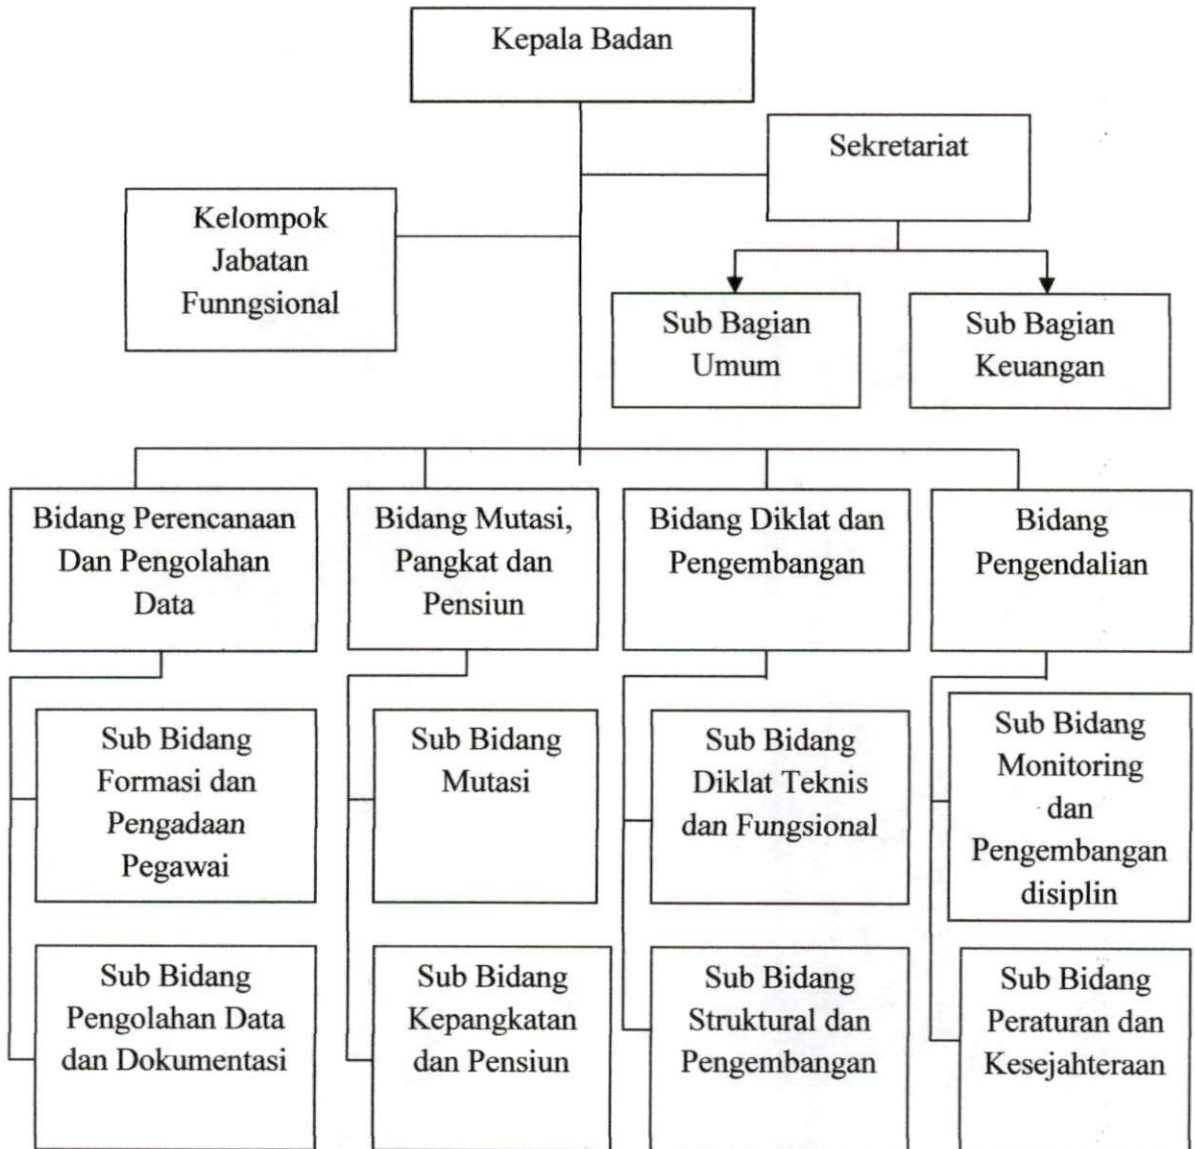 Kepala Badan
Sekretariat
Kelompok
Jabatan
Funngsional
Sub Bagian
Umum
Sub Bagian
Keuangan
Bidang Perencanaan
Dan Pengolahan
Data
Bidang Mutasi,
Pangkat dan
Pensiun
Bidang Diklat dan
Pengembangan
Bidang
Pengendalian
Sub Bidang
Formasi dan
Pengadaan
Pegawai
Sub Bidang
Mutasi
Sub Bidang
Diklat Teknis
dan Fungsional
Sub Bidang
Monitoring
dan
Pengembangan
disiplin
Sub Bidang
Pengolahan Data
dan Dokumentasi
Sub Bidang
Kepangkatan
dan Pensiun
Sub Bidang
Struktural dan
Pengembangan
Sub Bidang
Peraturan dan
Kesejahteraan